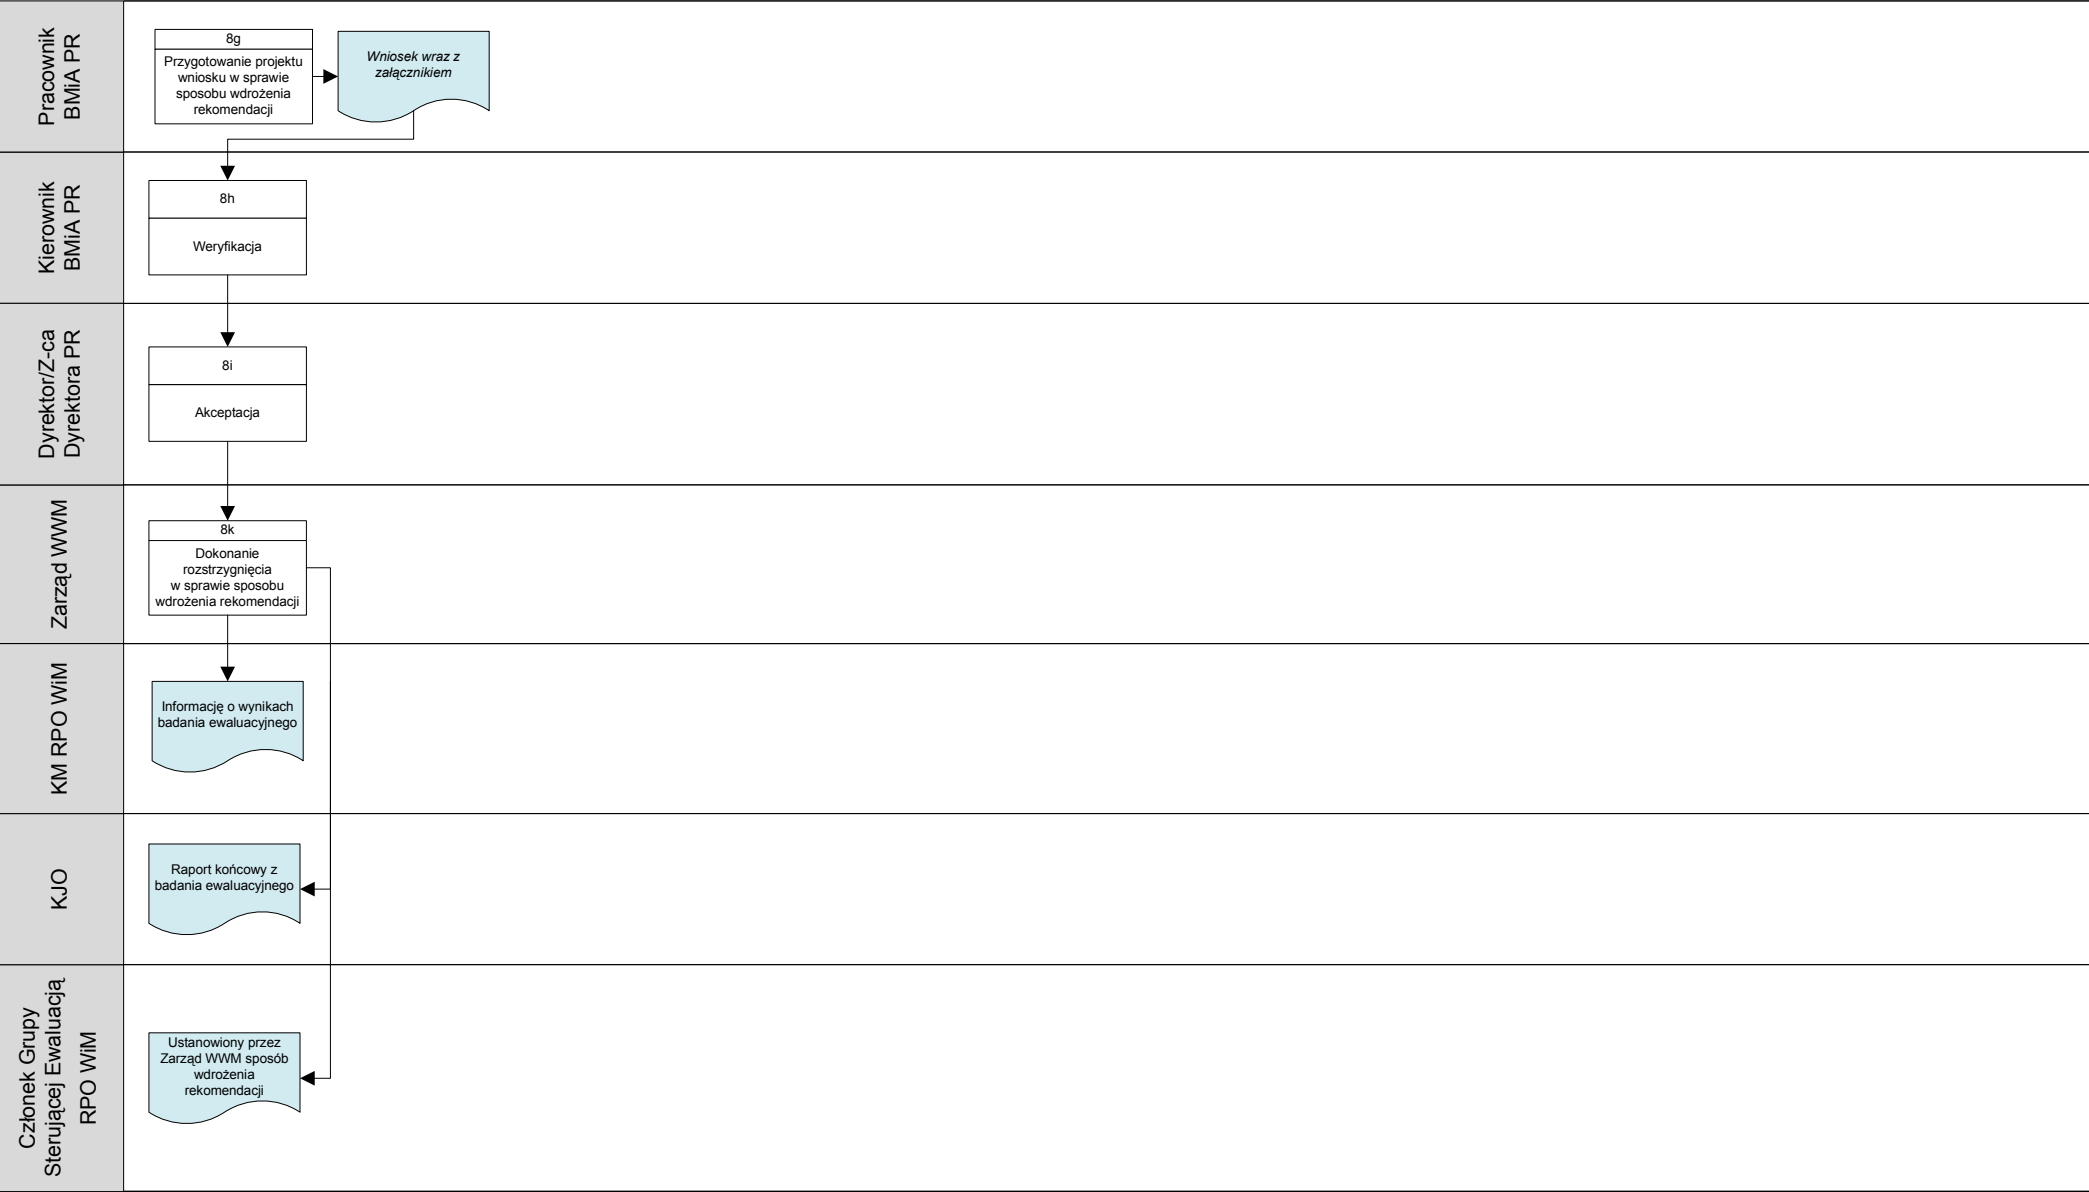 Pracownik
BMiA PR
8g
Przygotowanie projektu
wniosku w sprawie
sposobu wdrożenia
rekomendacji
Wniosek wraz z
załącznikiem
Kierownik
BMiA PR
8h
Weryfikacja
Dyrektor/Z-ca
Dyrektora PR
8i
Akceptacja
Zarząd WWM
8k
Dokonanie
rozstrzygnięcia
w sprawie sposobu
wdrożenia rekomendacji
KM RPO WiM
Informację o wynikach
badania ewaluacyjnego
KJO
Raport końcowy z
badania ewaluacyjnego
Członek Grupy
Sterującej Ewaluacją
RPO WiM
Ustanowiony przez
Zarząd WWM sposób
wdrożenia
rekomendacji